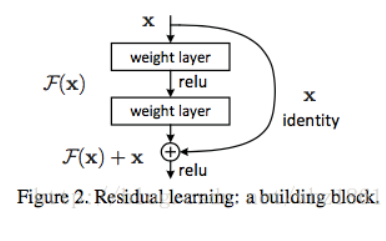 x
weight layer
relu
F(x)
weight layer
x
identity
F(x) + x
relu
Figure 2. Residual learning: a building block.